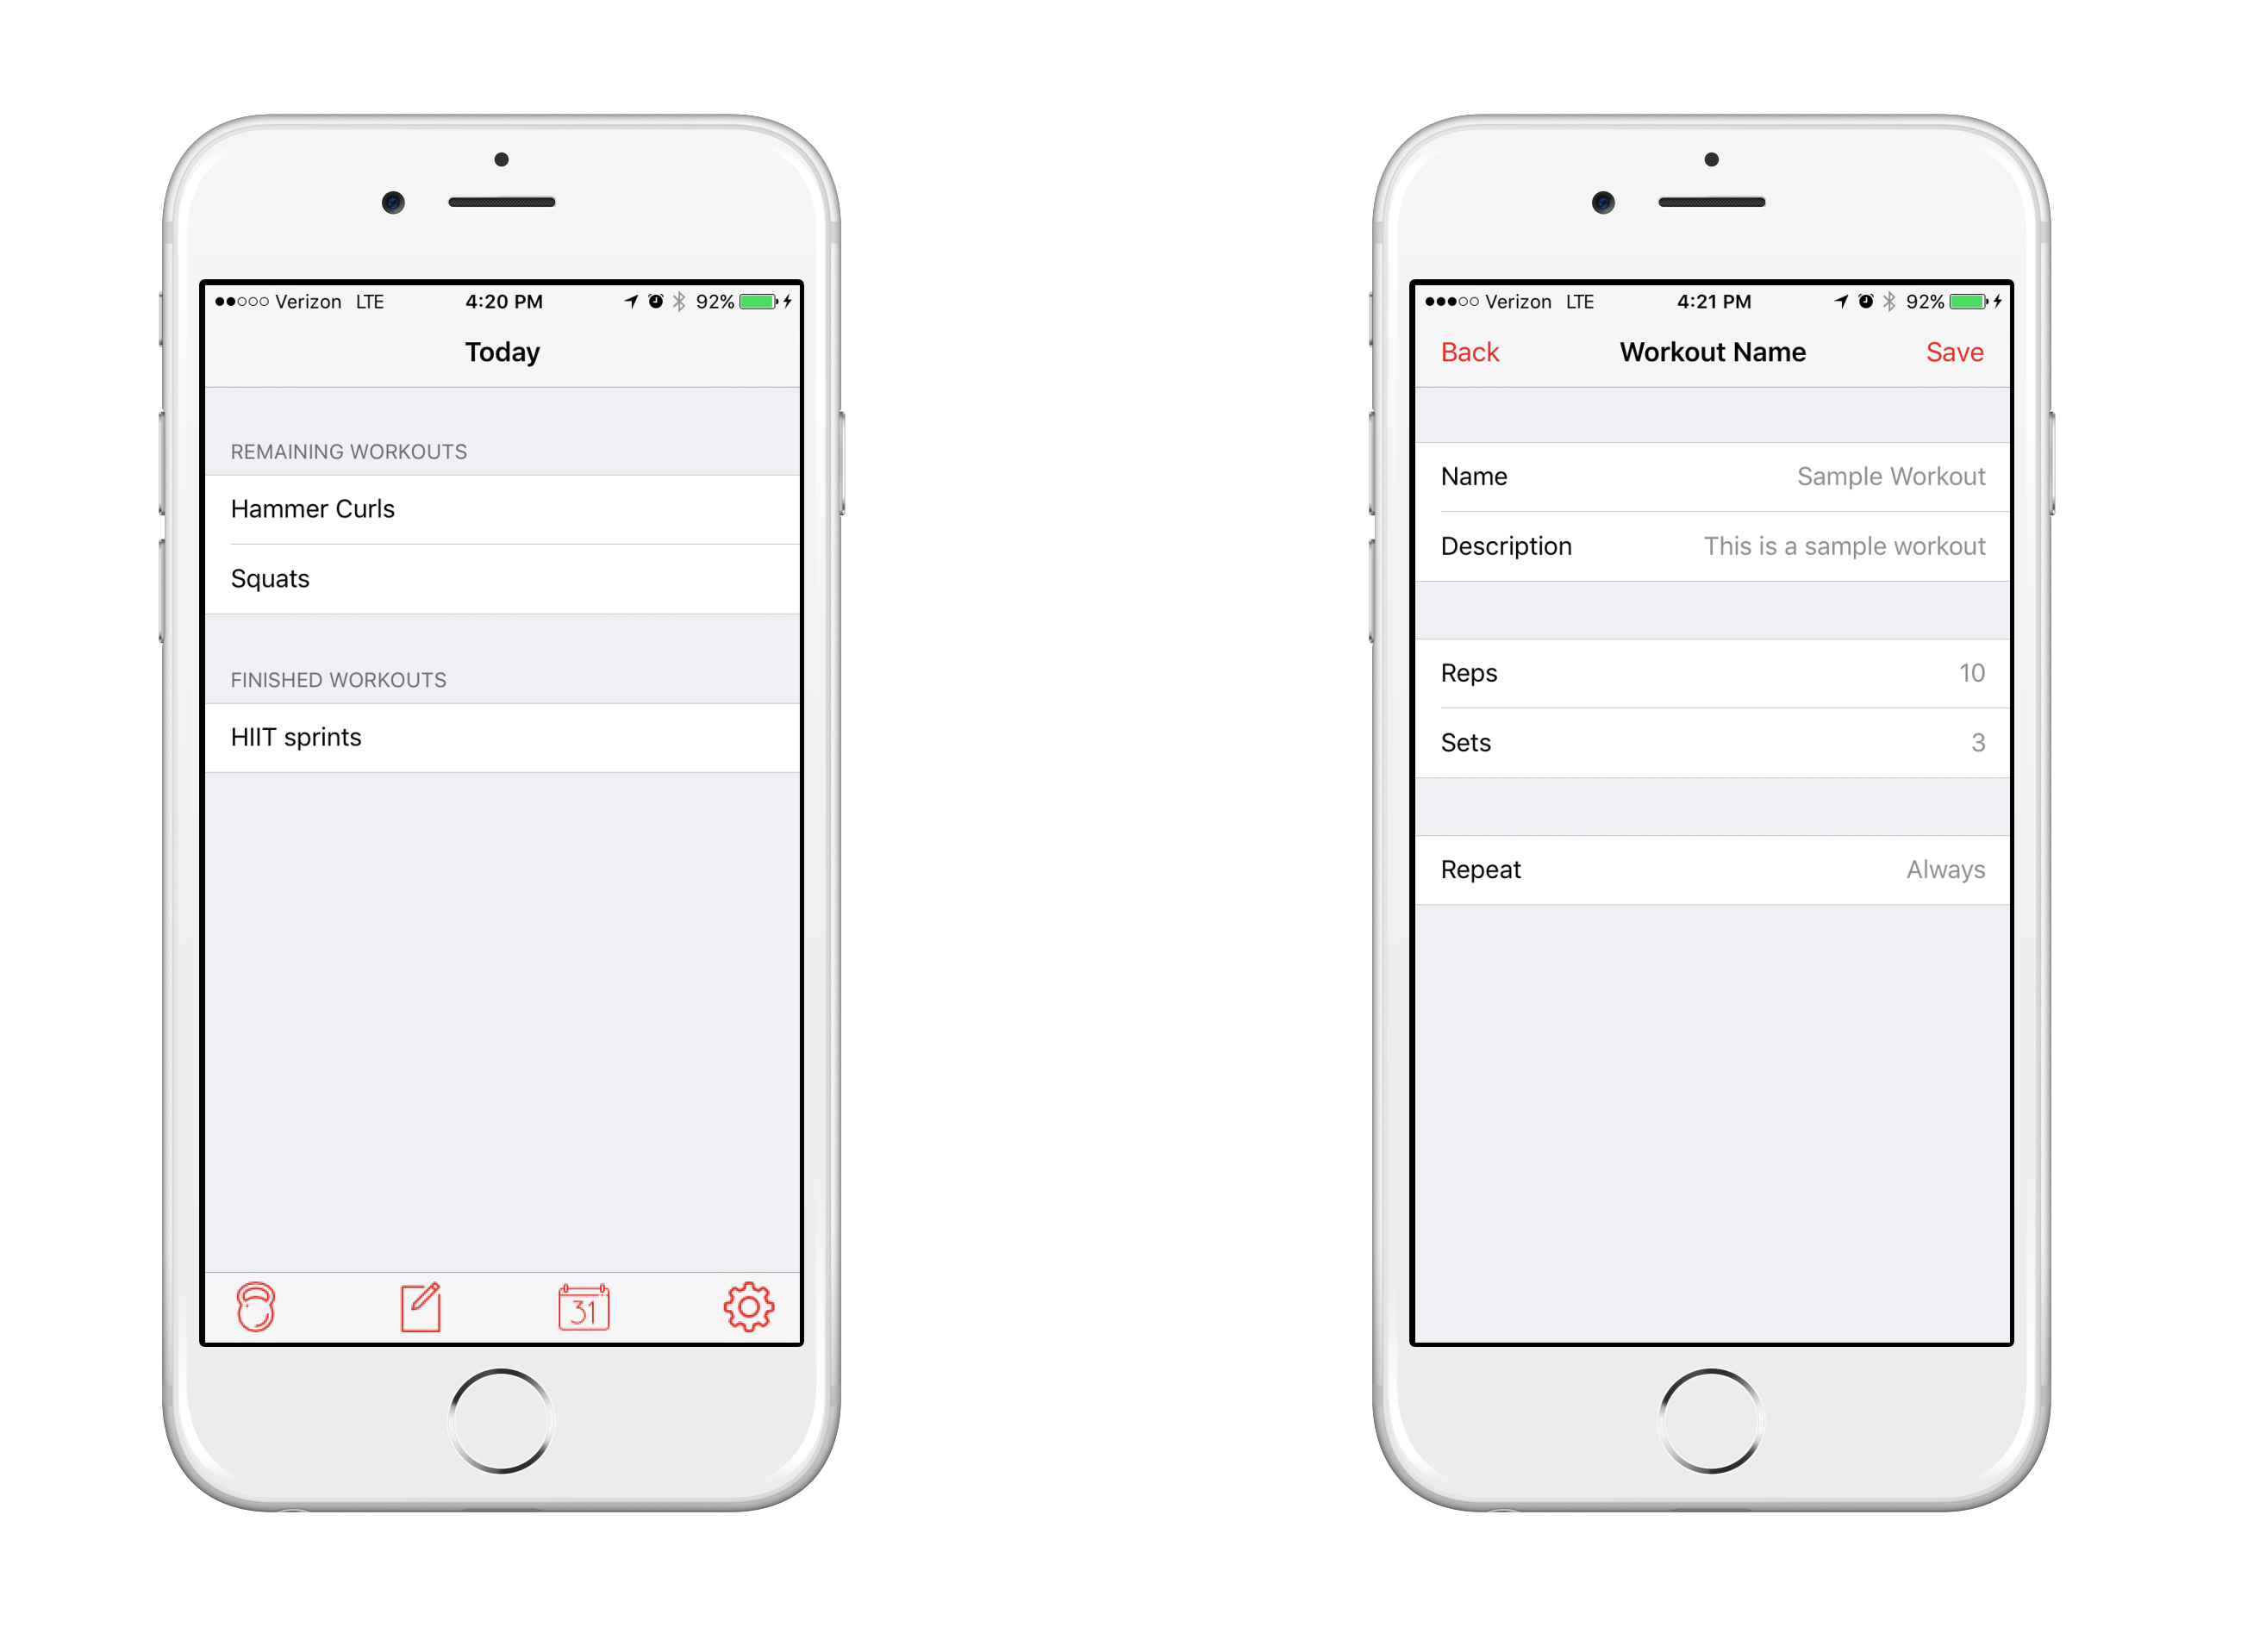 Verizon LTE 4:20 PM 92%
Today
REMAINING WORKOUTS
Hammer Curls
Squats
FINISHED WORKOUTS
HIIT sprints
31
Verizon LTE 4:21 PM 92%
Back Workout Name Save
Name Sample Workout
Description This is a sample workout
Reps 10
Sets 3
Repeat Always